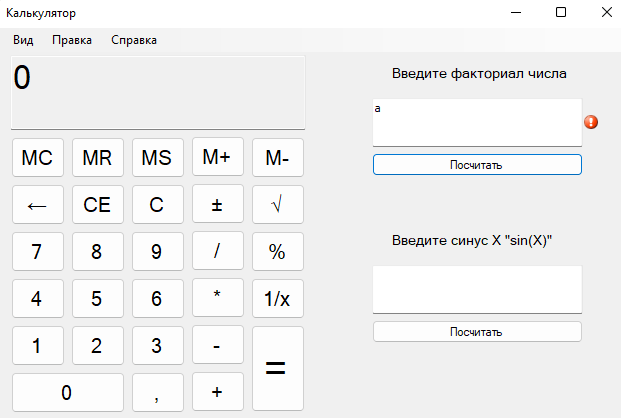 Калькулятор
Вид Правка Справка
0
MC MR MS M+ M-
← CE C ± √
7 8 9 / %
4 5 6 * 1/x
1 2 3 - =
0 , +
Введите факториал числа
а
Посчитать
Введите синус X "sin(X)"
Посчитать